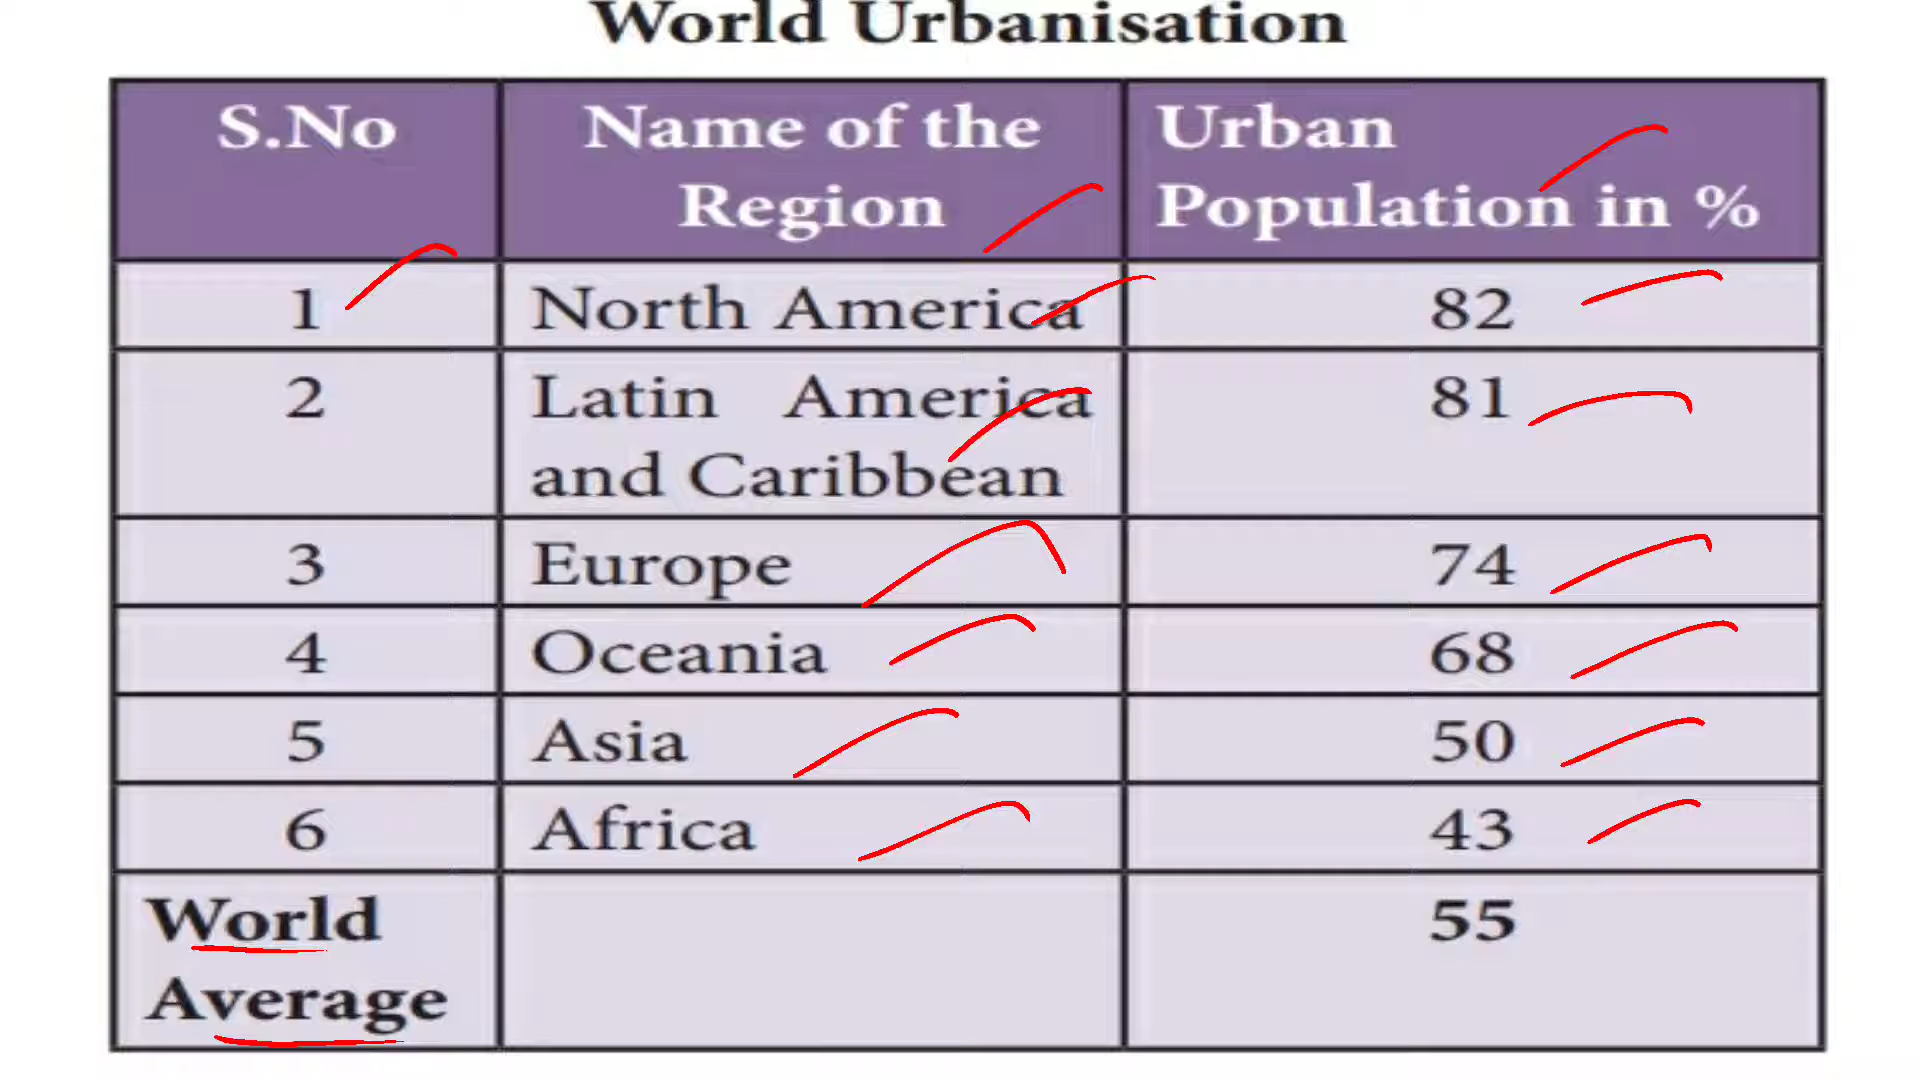 World Urbanisation
S.No
Name of the
Region
Urban
Population in %
1
North America
82
2
Latin America
and Caribbean
81
3
Europe
74
4
Oceania
68
5
Asia
50
6
Africa
43
World
Average
55